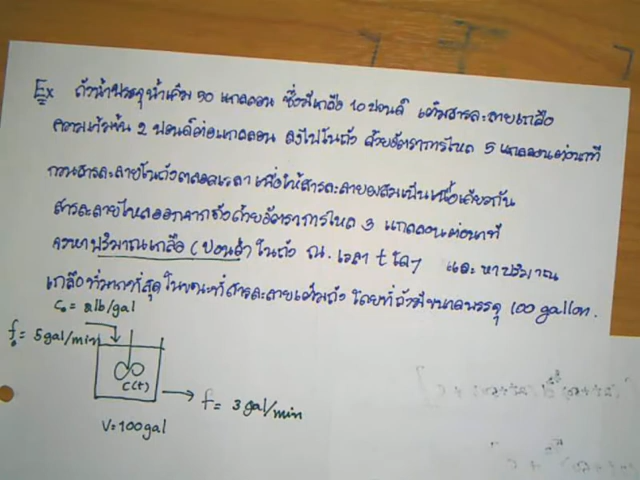 Ex ถังน้ำบรรจุน้ำเค็ม 50 แกลลอน ซึ่งมีเกลือ 10 ปอนด์ เติมสารละลายเกลือ
ความเข้มข้น 2 ปอนด์ต่อแกลลอน ลงไปในถัง ด้วยอัตราการไหล 5 แกลลอนต่อนาที
กวนสารละลายในถังตลอดเวลา เพื่อให้สารละลายผสมเป็นเนื้อเดียวกัน
สารละลายไหลออกจากถังด้วยอัตราการไหล 3 แกลลอนต่อนาที
จงหาปริมาณเกลือ (ปอนด์) ในถัง ณ. เวลา t ใดๆ และ หาปริมาณ
เกลือที่มากที่สุด ในขณะที่สารละลายเต็มถัง โดยที่ถังมีขนาดบรรจุ 100 gallon.
C₀ = 2lb/gal
f₀ = 5gal/min
C(t)
f = 3gal/min
V=100gal